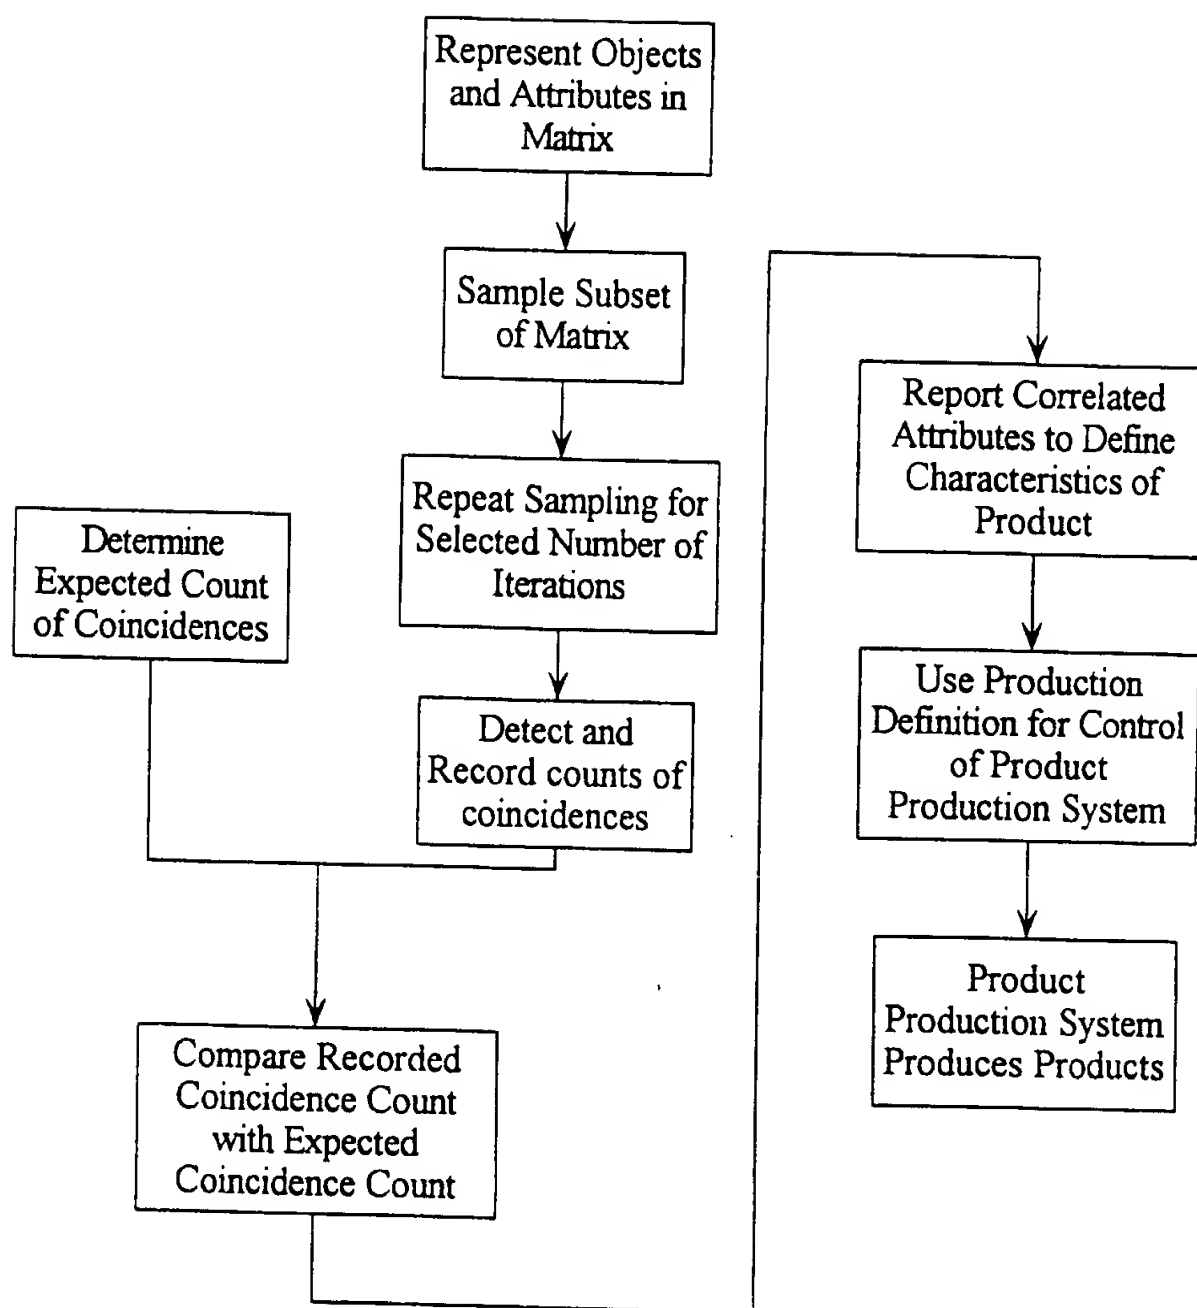 Represent Objects
and Attributes in
Matrix
Sample Subset
of Matrix
Repeat Sampling for
Selected Number of
Iterations
Determine
Expected Count
of Coincidences
Detect and
Record counts of
coincidences
Compare Recorded
Coincidence Count
with Expected
Coincidence Count
Report Correlated
Attributes to Define
Characteristics of
Product
Use Production
Definition for Control
of Product
Production System
Product
Production System
Produces Products